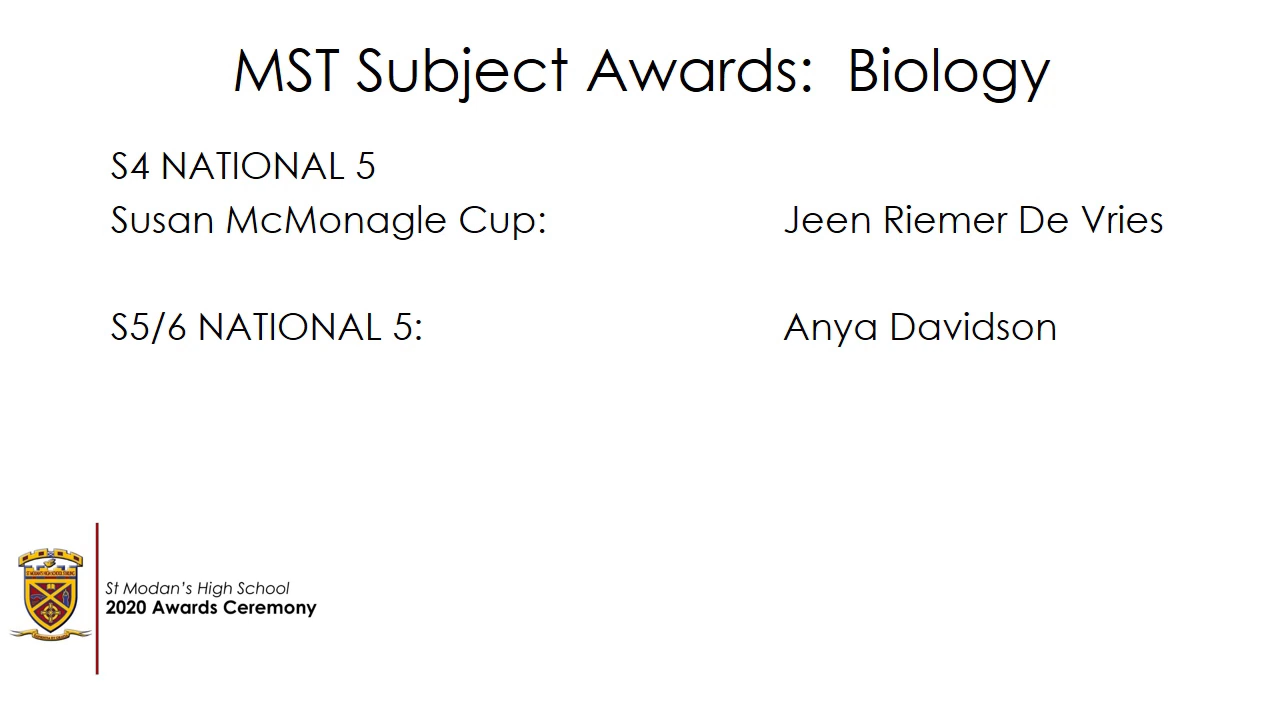 MST Subject Awards: Biology
S4 NATIONAL 5
Susan McMonagle Cup: Jeen Riemer De Vries
S5/6 NATIONAL 5: Anya Davidson
St Modan's High School
2020 Awards Ceremony